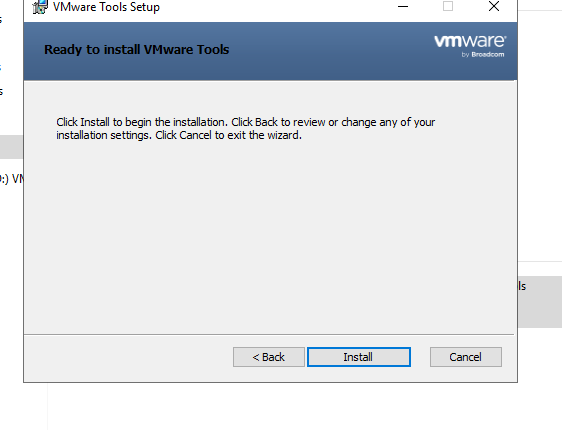 VMware Tools Setup
Ready to install VMware Tools
vmware®
by Broadcom
Click Install to begin the installation. Click Back to review or change any of your
installation settings. Click Cancel to exit the wizard.
:) VM
ls
< Back
Install
Cancel